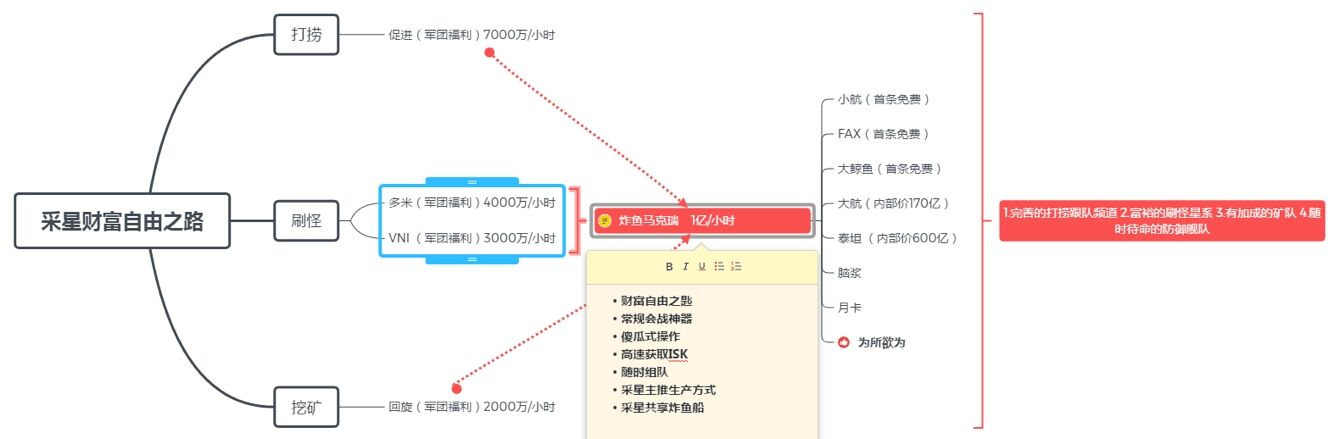 采星财富自由之路
打捞
促进（军团福利）7000万/小时
刷怪
多米（军团福利）4000万/小时
VNI（军团福利）3000万/小时
挖矿
回旋（军团福利）2000万/小时
炸鱼马克瑞 1亿/小时
B I U
• 财富自由之匙
• 常规会战神器
• 傻瓜式操作
• 高速获取ISK
• 随时组队
• 采星主推生产方式
• 采星共享炸鱼船
小航（首条免费）
FAX（首条免费）
大鲸鱼（首条免费）
大航（内部价170亿）
泰坦（内部价600亿）
脑浆
月卡
为所欲为
1.完善的打捞跟队频道 2.富裕的刷怪星系 3.有加成的矿队 4.随
时待命的防御舰队